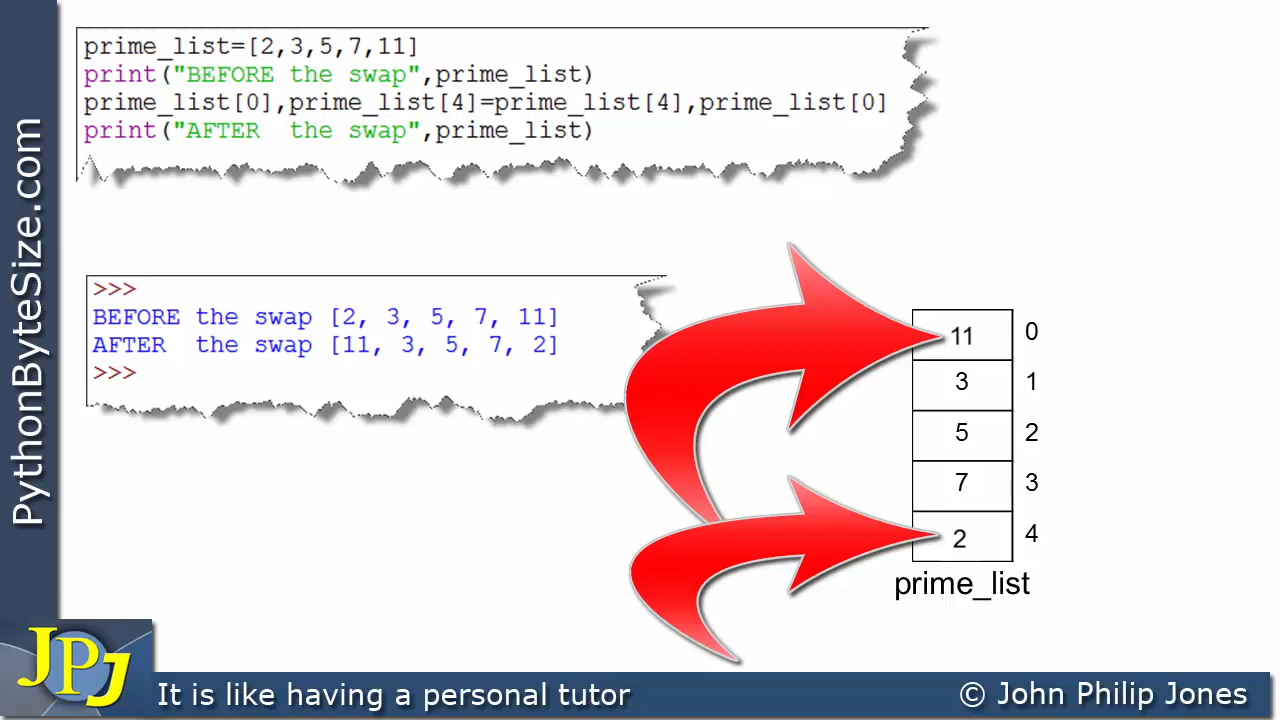 prime_list=[2,3,5,7,11]
print("BEFORE the swap",prime_list)
prime_list[0],prime_list[4]=prime_list[4],prime_list[0]
print("AFTER  the swap",prime_list)
>>>
BEFORE the swap [2, 3, 5, 7, 11]
AFTER  the swap [11, 3, 5, 7, 2]
>>>
11 0
3 1
5 2
7 3
2 4
prime_list
PythonByteSize.com
JPJ
It is like having a personal tutor
© John Philip Jones